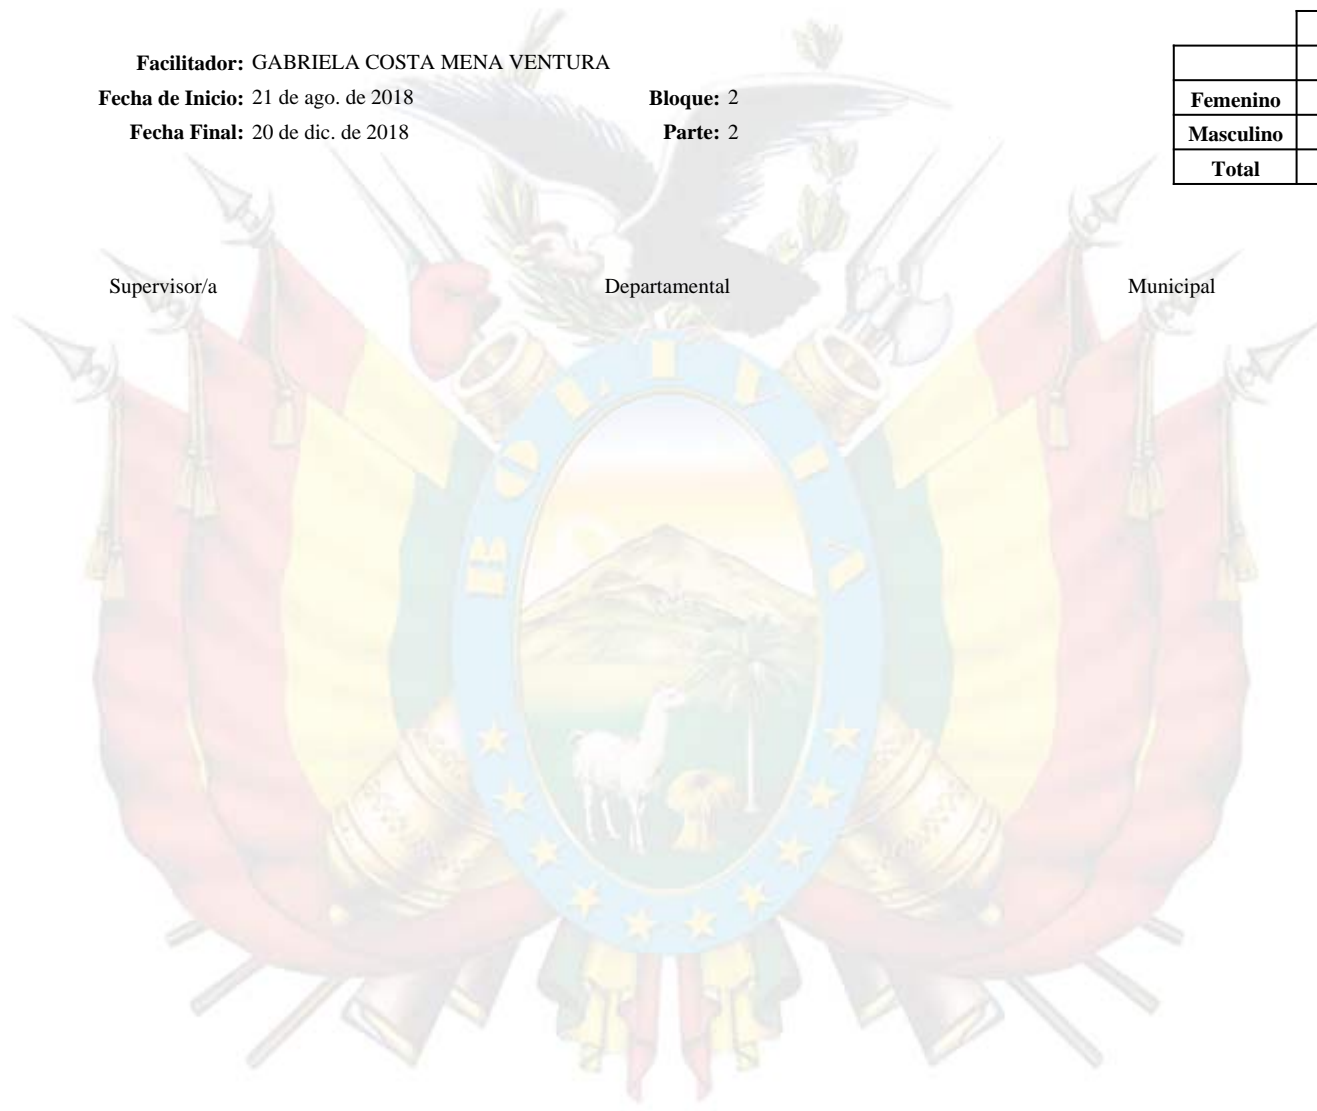 Facilitador: GABRIELA COSTA MENA VENTURA
Fecha de Inicio: 21 de ago. de 2018 Bloque: 2
Fecha Final: 20 de dic. de 2018 Parte: 2
Femenino
Masculino
Total
Supervisor/a Departamental Municipal
BOLIVIA